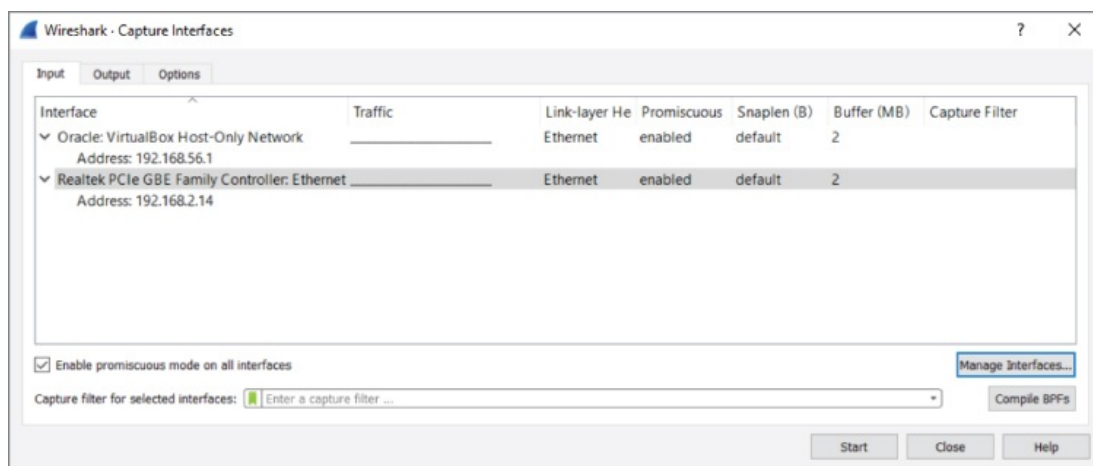 Wireshark · Capture Interfaces ? X
Input Output Options
Interface Traffic Link-layer He Promiscuous Snaplen (B) Buffer (MB) Capture Filter
Oracle: VirtualBox Host-Only Network Ethernet enabled default 2
Address: 192.168.56.1
Realtek PCIe GBE Family Controller: Ethernet Ethernet enabled default 2
Address: 192.168.2.14
Enable promiscuous mode on all interfaces Manage Interfaces...
Capture filter for selected interfaces: Enter a capture filter ... Compile BPFs
Start Close Help